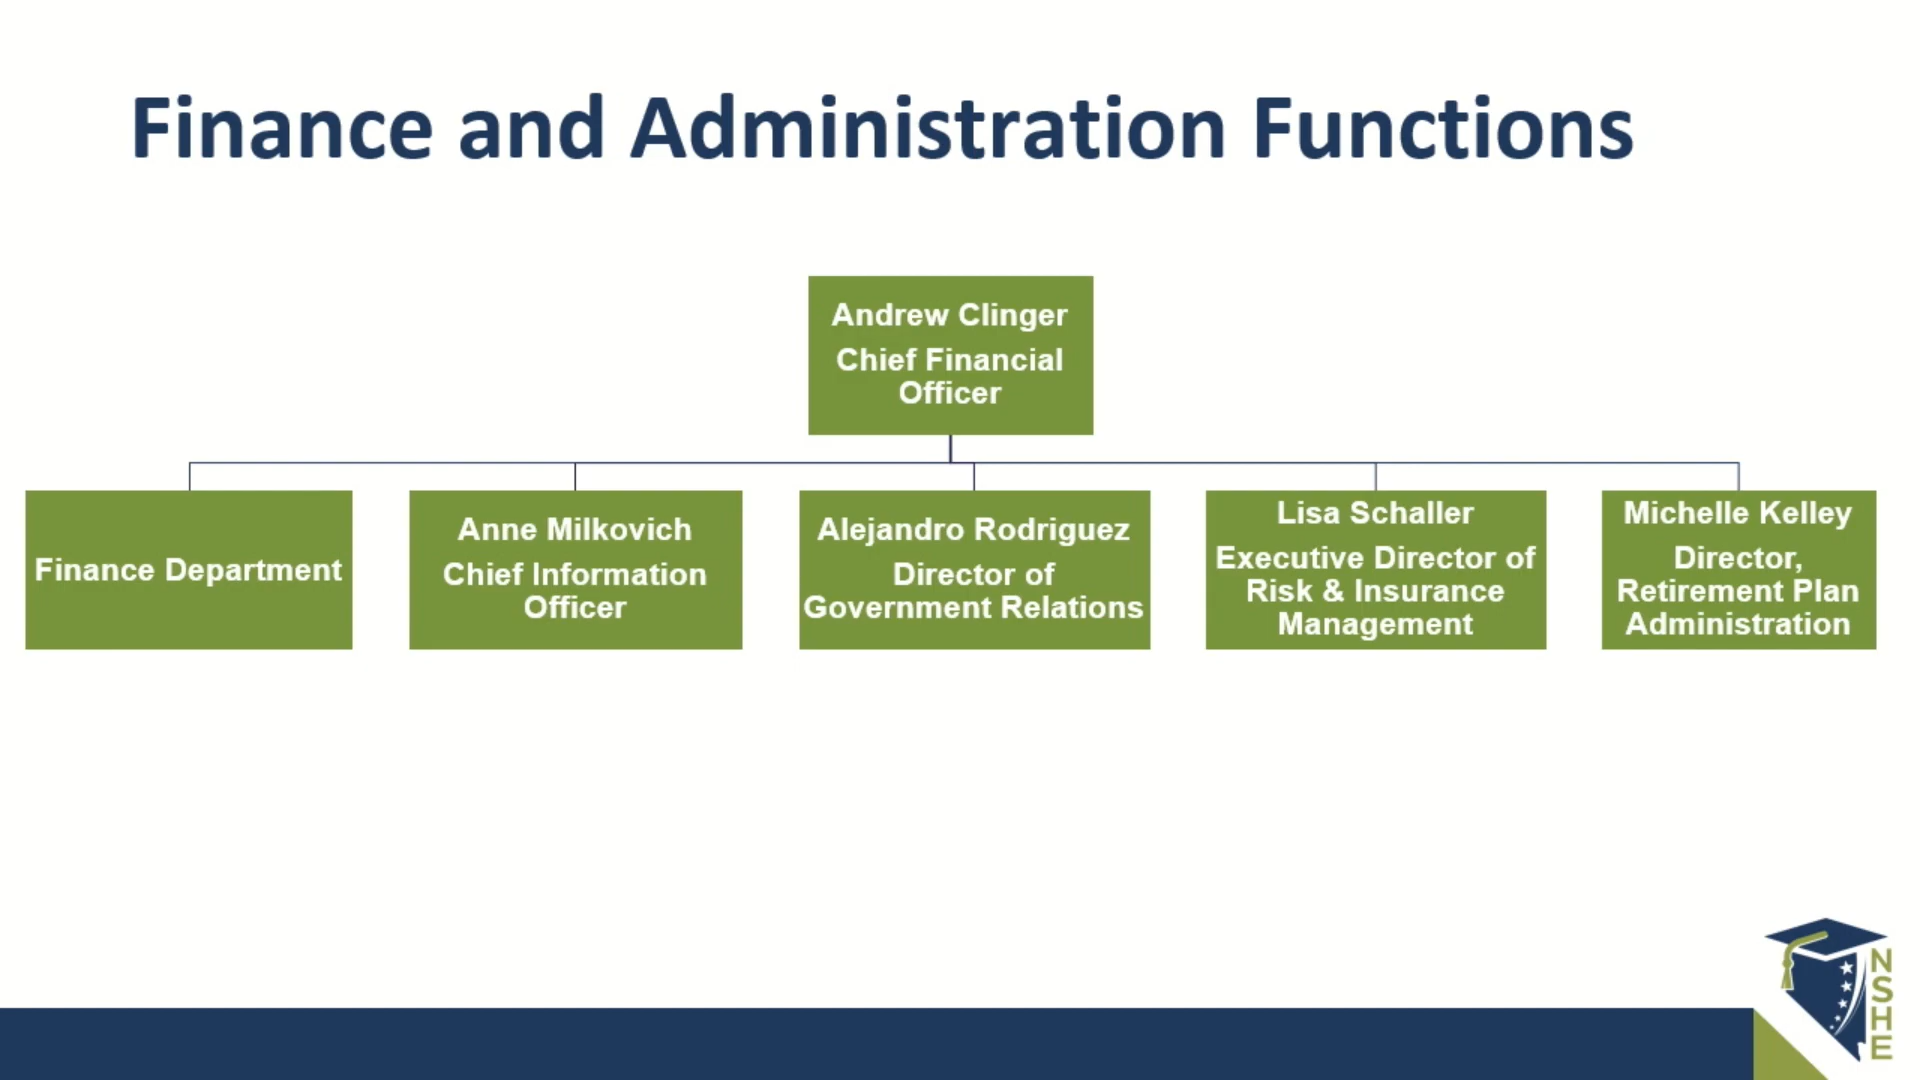 Finance and Administration Functions
Andrew Clinger
Chief Financial
Officer
Finance Department
Anne Milkovich
Chief Information
Officer
Alejandro Rodriguez
Director of
Government Relations
Lisa Schaller
Executive Director of
Risk & Insurance
Management
Michelle Kelley
Director,
Retirement Plan
Administration
NSHE